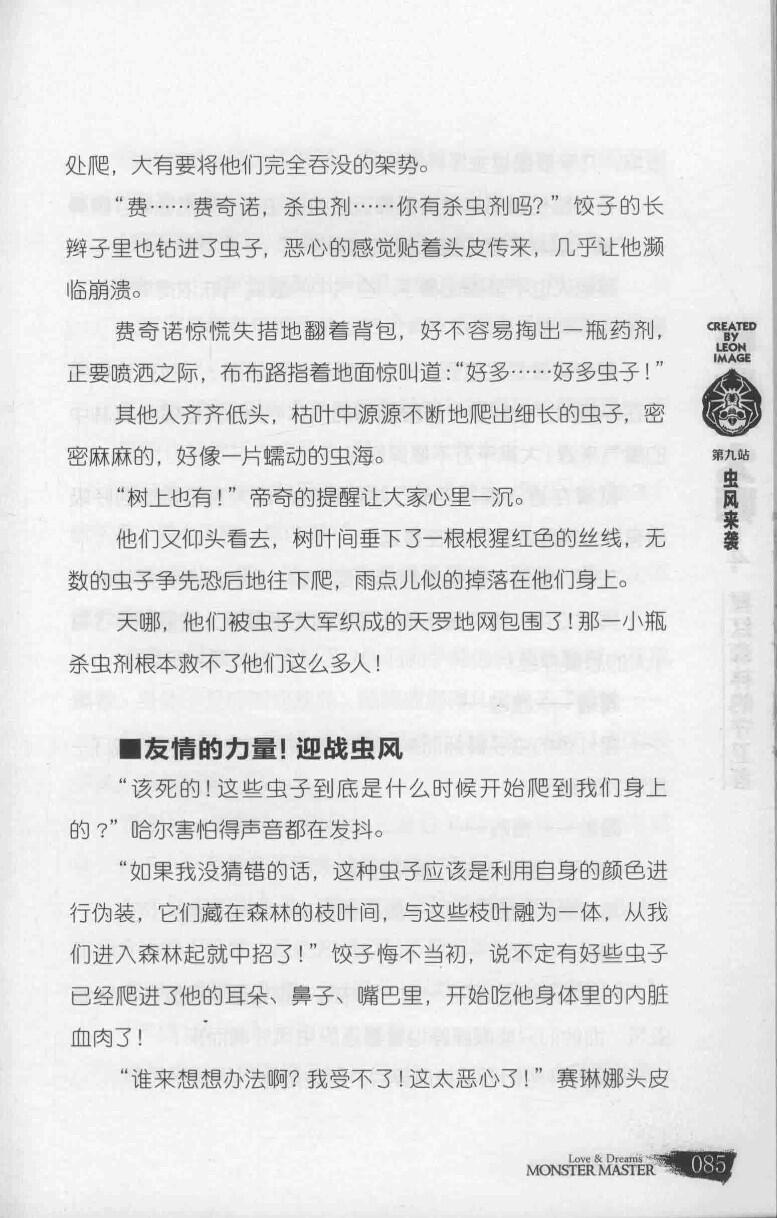 处爬，大有要将他们完全吞没的架势。
“费……费奇诺，杀虫剂……你有杀虫剂吗？”饺子的长
辫子里也钻进了虫子，恶心的感觉贴着头皮传来，几乎让他濒
临崩溃。
费奇诺惊慌失措地翻着背包，好不容易掏出一瓶药剂，
正要喷洒之际，布布路指着地面惊叫道：“好多……好多虫子！”
其他人齐齐低头，枯叶中源源不断地爬出细长的虫子，密
密麻麻的，好像一片蠕动的虫海。
“树上也有！”帝奇的提醒让大家心里一沉。
他们又仰头看去，树叶间垂下了一根根猩红色的丝线，无
数的虫子争先恐后地往下爬，雨点儿似的掉落在他们身上。
天哪，他们被虫子大军织成的天罗地网包围了！那一小瓶
杀虫剂根本救不了他们这么多人！
■友情的力量！迎战虫风
“该死的！这些虫子到底是什么时候开始爬到我们身上
的？”哈尔害怕得声音都在发抖。
“如果我没猜错的话，这种虫子应该是利用自身的颜色进
行伪装，它们藏在森林的枝叶间，与这些枝叶融为一体，从我
们进入森林起就中招了！”饺子悔不当初，说不定有好些虫子
已经爬进了他的耳朵、鼻子、嘴巴里，开始吃他身体里的内脏
血肉了！
“谁来想想办法啊？我受不了！这太恶心了！”赛琳娜头皮
CREATED
BY
LEON
IMAGE
第九站
虫风来袭
Love & Dreams
MONSTER MASTER
085